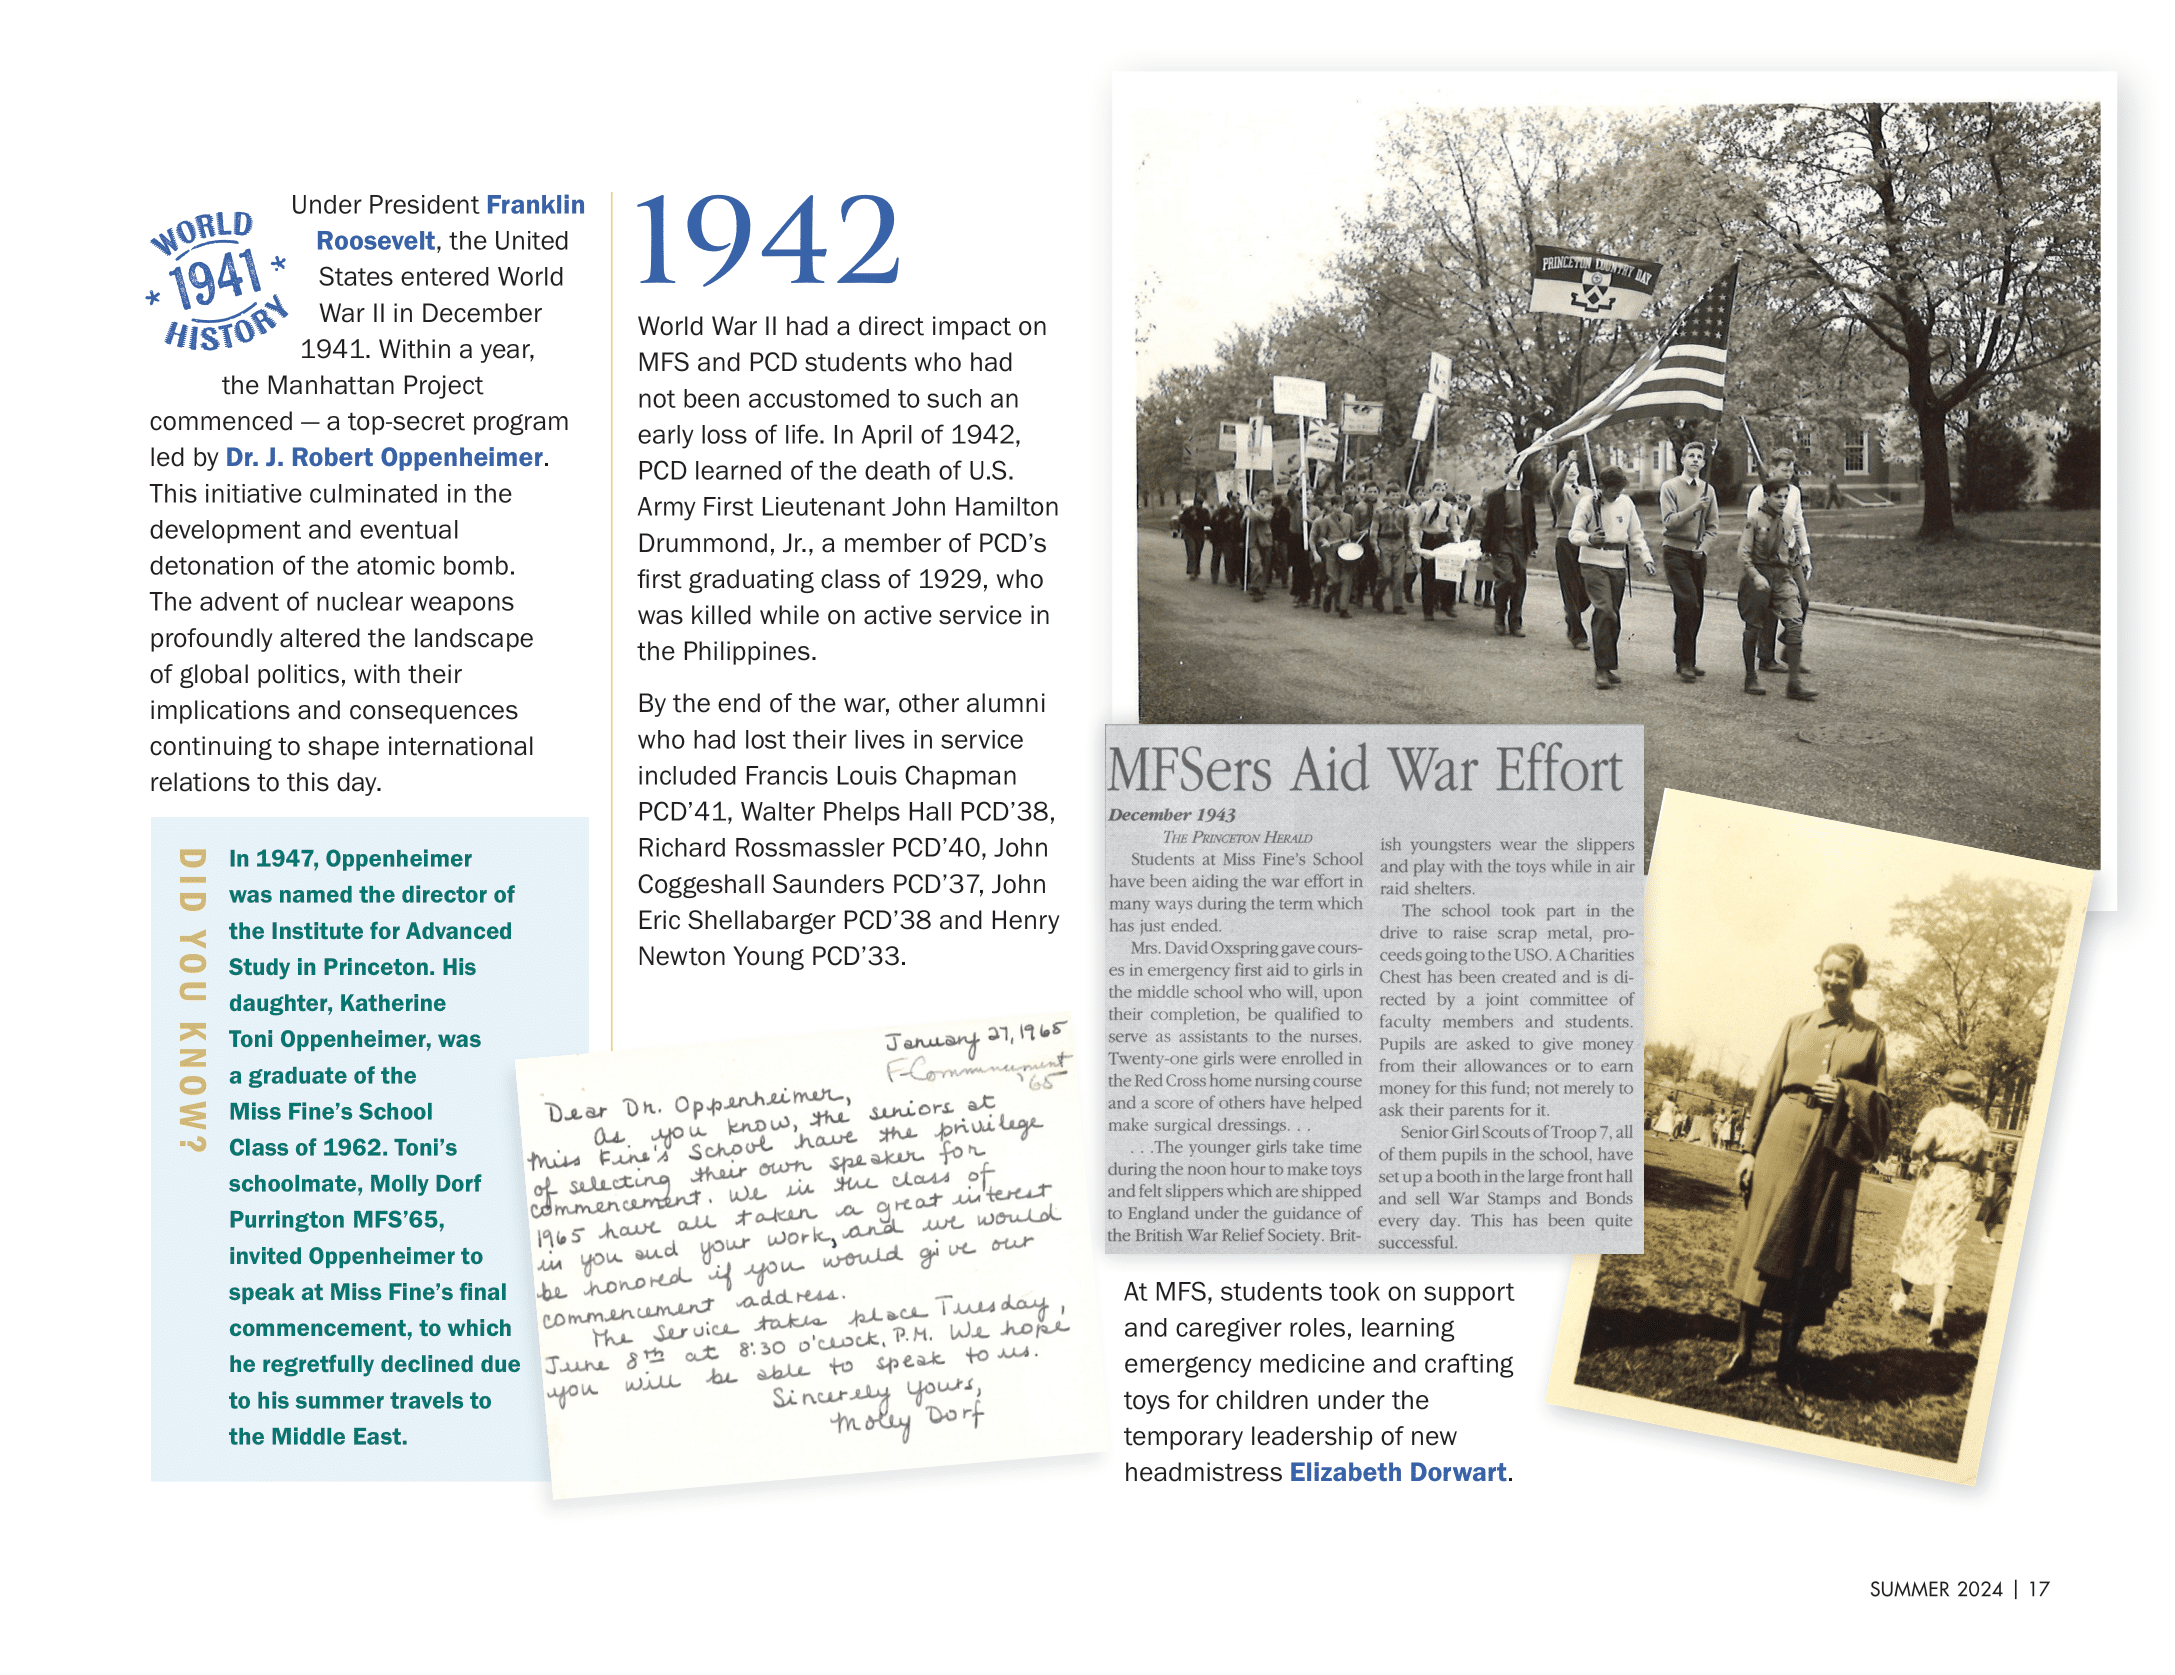 WORLD
1941
HISTORY
Under President Franklin
Roosevelt, the United
States entered World
War II in December
1941. Within a year,
the Manhattan Project
commenced — a top-secret program
led by Dr. J. Robert Oppenheimer.
This initiative culminated in the
development and eventual
detonation of the atomic bomb.
The advent of nuclear weapons
profoundly altered the landscape
of global politics, with their
implications and consequences
continuing to shape international
relations to this day.
DID YOU KNOW?
In 1947, Oppenheimer
was named the director of
the Institute for Advanced
Study in Princeton. His
daughter, Katherine
Toni Oppenheimer, was
a graduate of the
Miss Fine's School
Class of 1962. Toni's
schoolmate, Molly Dorf
Purrington MFS'65,
invited Oppenheimer to
speak at Miss Fine's final
commencement, to which
he regretfully declined due
to his summer travels to
the Middle East.
1942
World War II had a direct impact on
MFS and PCD students who had
not been accustomed to such an
early loss of life. In April of 1942,
PCD learned of the death of U.S.
Army First Lieutenant John Hamilton
Drummond, Jr., a member of PCD's
first graduating class of 1929, who
was killed while on active service in
the Philippines.
By the end of the war, other alumni
who had lost their lives in service
included Francis Louis Chapman
PCD'41, Walter Phelps Hall PCD'38,
Richard Rossmassler PCD'40, John
Coggeshall Saunders PCD'37, John
Eric Shellabarger PCD'38 and Henry
Newton Young PCD'33.
January 27, 1965
F-Commencement
'65
Dear Dr. Oppenheimer,
As you know, the seniors at
Miss Fine's School have the privilege
of selecting their own speaker for
commencement. We in the class of
1965 have all taken a great interest
in you and your work, and we would
be honored if you would give our
commencement address.
The service takes place Tuesday,
June 8th at 8:30 o'clock, P.M. We hope
you will be able to speak to us.
Sincerely yours,
Molly Dorf
PRINCETON COUNTRY DAY
MFSers Aid War Effort
December 1943
THE PRINCETON HERALD
Students at Miss Fine's School
have been aiding the war effort in
many ways during the term which
has just ended.
Mrs. David Oxspring gave cours-
es in emergency first aid to girls in
the middle school who will, upon
their completion, be qualified to
serve as assistants to the nurses.
Twenty-one girls were enrolled in
the Red Cross home nursing course
and a score of others have helped
make surgical dressings. . .
. . .The younger girls take time
during the noon hour to make toys
and felt slippers which are shipped
to England under the guidance of
the British War Relief Society. Brit-
ish youngsters wear the slippers
and play with the toys while in air
raid shelters.
The school took part in the
drive to raise scrap metal, pro-
ceeds going to the USO. A Charities
Chest has been created and is di-
rected by a joint committee of
faculty members and students.
Pupils are asked to give money
from their allowances or to earn
money for this fund; not merely to
ask their parents for it.
Senior Girl Scouts of Troop 7, all
of them pupils in the school, have
set up a booth in the large front hall
and sell War Stamps and Bonds
every day. This has been quite
successful.
At MFS, students took on support
and caregiver roles, learning
emergency medicine and crafting
toys for children under the
temporary leadership of new
headmistress Elizabeth Dorwart.
SUMMER 2024 | 17